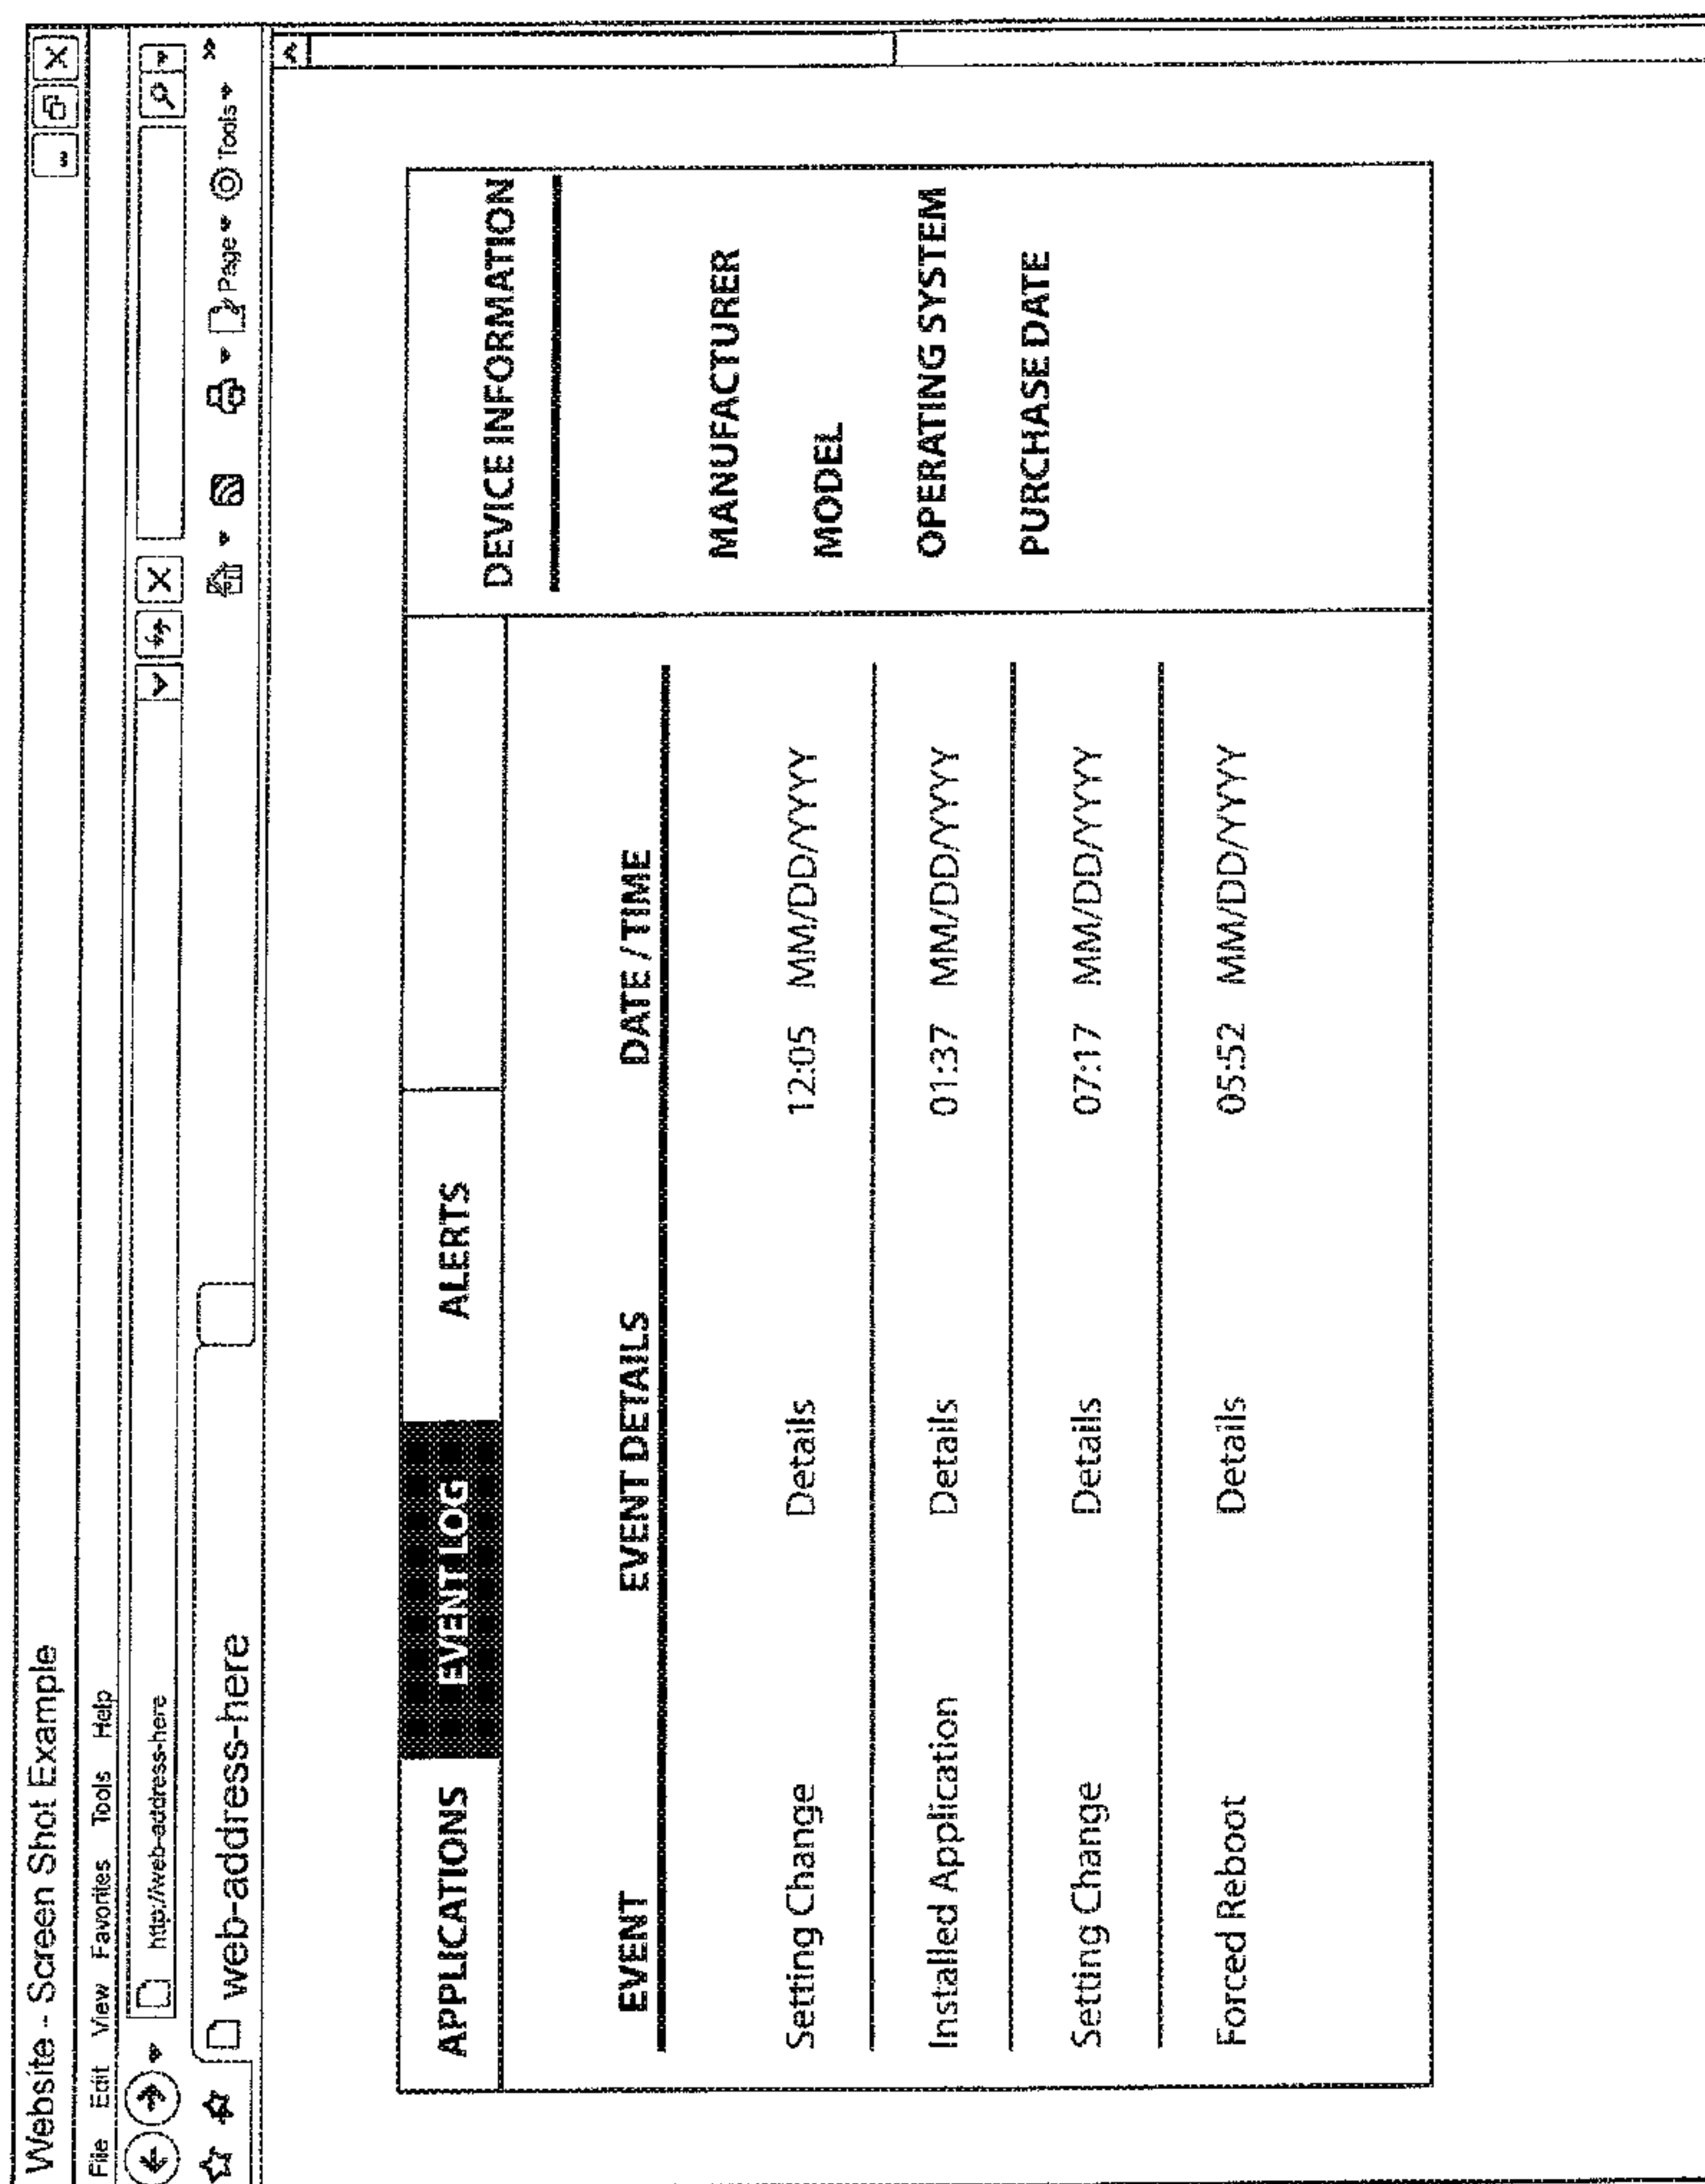 Website - Screen Shot Example
File Edit View Favorites Tools Help
http://web-address-here
web-address-here
Page Tools
APPLICATIONS EVENT LOG ALERTS
DEVICE INFORMATION
EVENT EVENT DETAILS DATE / TIME
Setting Change Details 12:05 MM/DD/YYYY
Installed Application Details 01:37 MM/DD/YYYY
Setting Change Details 07:17 MM/DD/YYYY
Forced Reboot Details 05:52 MM/DD/YYYY
MANUFACTURER
MODEL
OPERATING SYSTEM
PURCHASE DATE